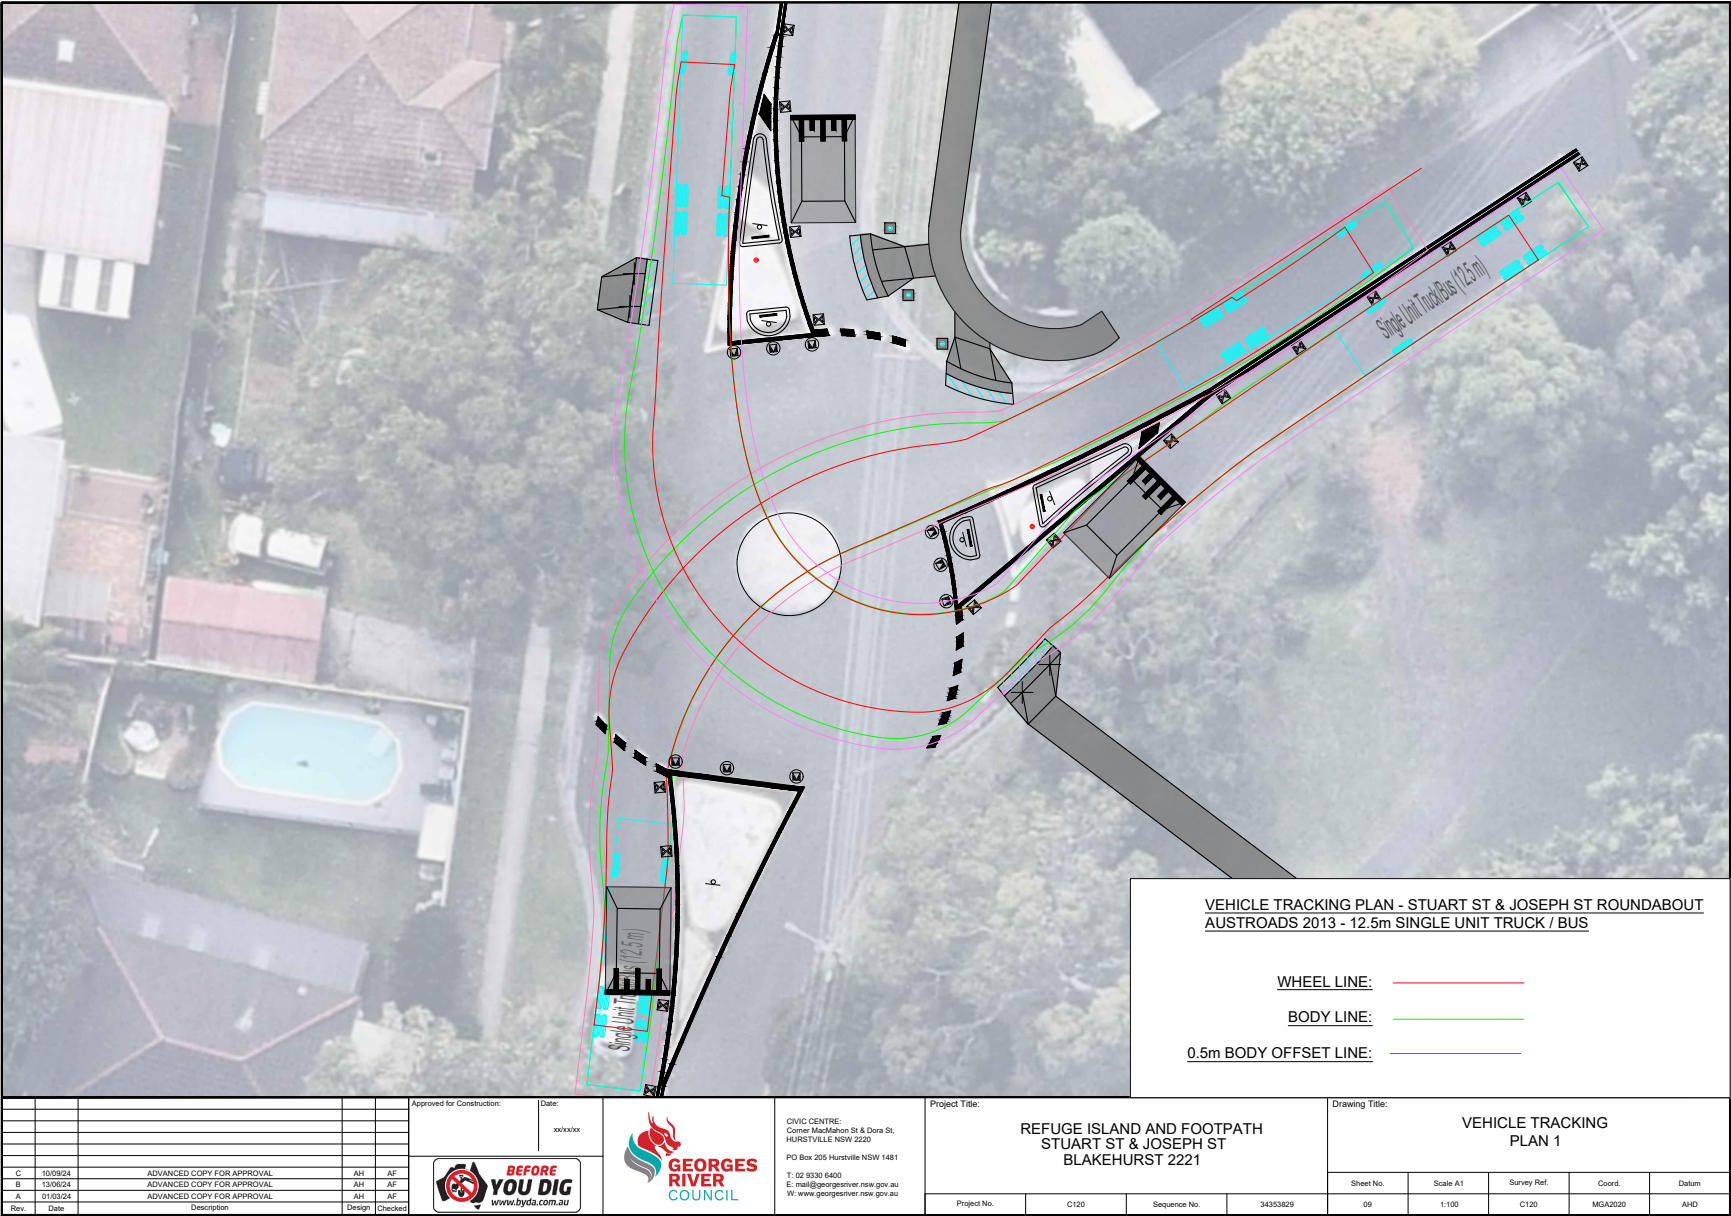 Single Unit Truck/Bus (12.5m)
Single Unit Truck/Bus (12.5m)
VEHICLE TRACKING PLAN - STUART ST & JOSEPH ST ROUNDABOUT
AUSTROADS 2013 - 12.5m SINGLE UNIT TRUCK / BUS
WHEEL LINE:
BODY LINE:
0.5m BODY OFFSET LINE:
C 10/09/24 ADVANCED COPY FOR APPROVAL AH AF
B 13/06/24 ADVANCED COPY FOR APPROVAL AH AF
A 01/03/24 ADVANCED COPY FOR APPROVAL AH AF
Rev. Date Description Design Checked
Approved for Construction:
Date:
xx/xx/xx
BEFORE
YOU DIG
www.byda.com.au
GEORGES
RIVER
COUNCIL
CIVIC CENTRE:
Corner MacMahon St & Dora St,
HURSTVILLE NSW 2220
PO Box 205 Hurstville NSW 1481
T: 02 9330 6400
E: mail@georgesriver.nsw.gov.au
W: www.georgesriver.nsw.gov.au
Project Title:
REFUGE ISLAND AND FOOTPATH
STUART ST & JOSEPH ST
BLAKEHURST 2221
Project No. C120 Sequence No. 34353829
Drawing Title:
VEHICLE TRACKING
PLAN 1
Sheet No. Scale A1 Survey Ref. Coord. Datum
09 1:100 C120 MGA2020 AHD